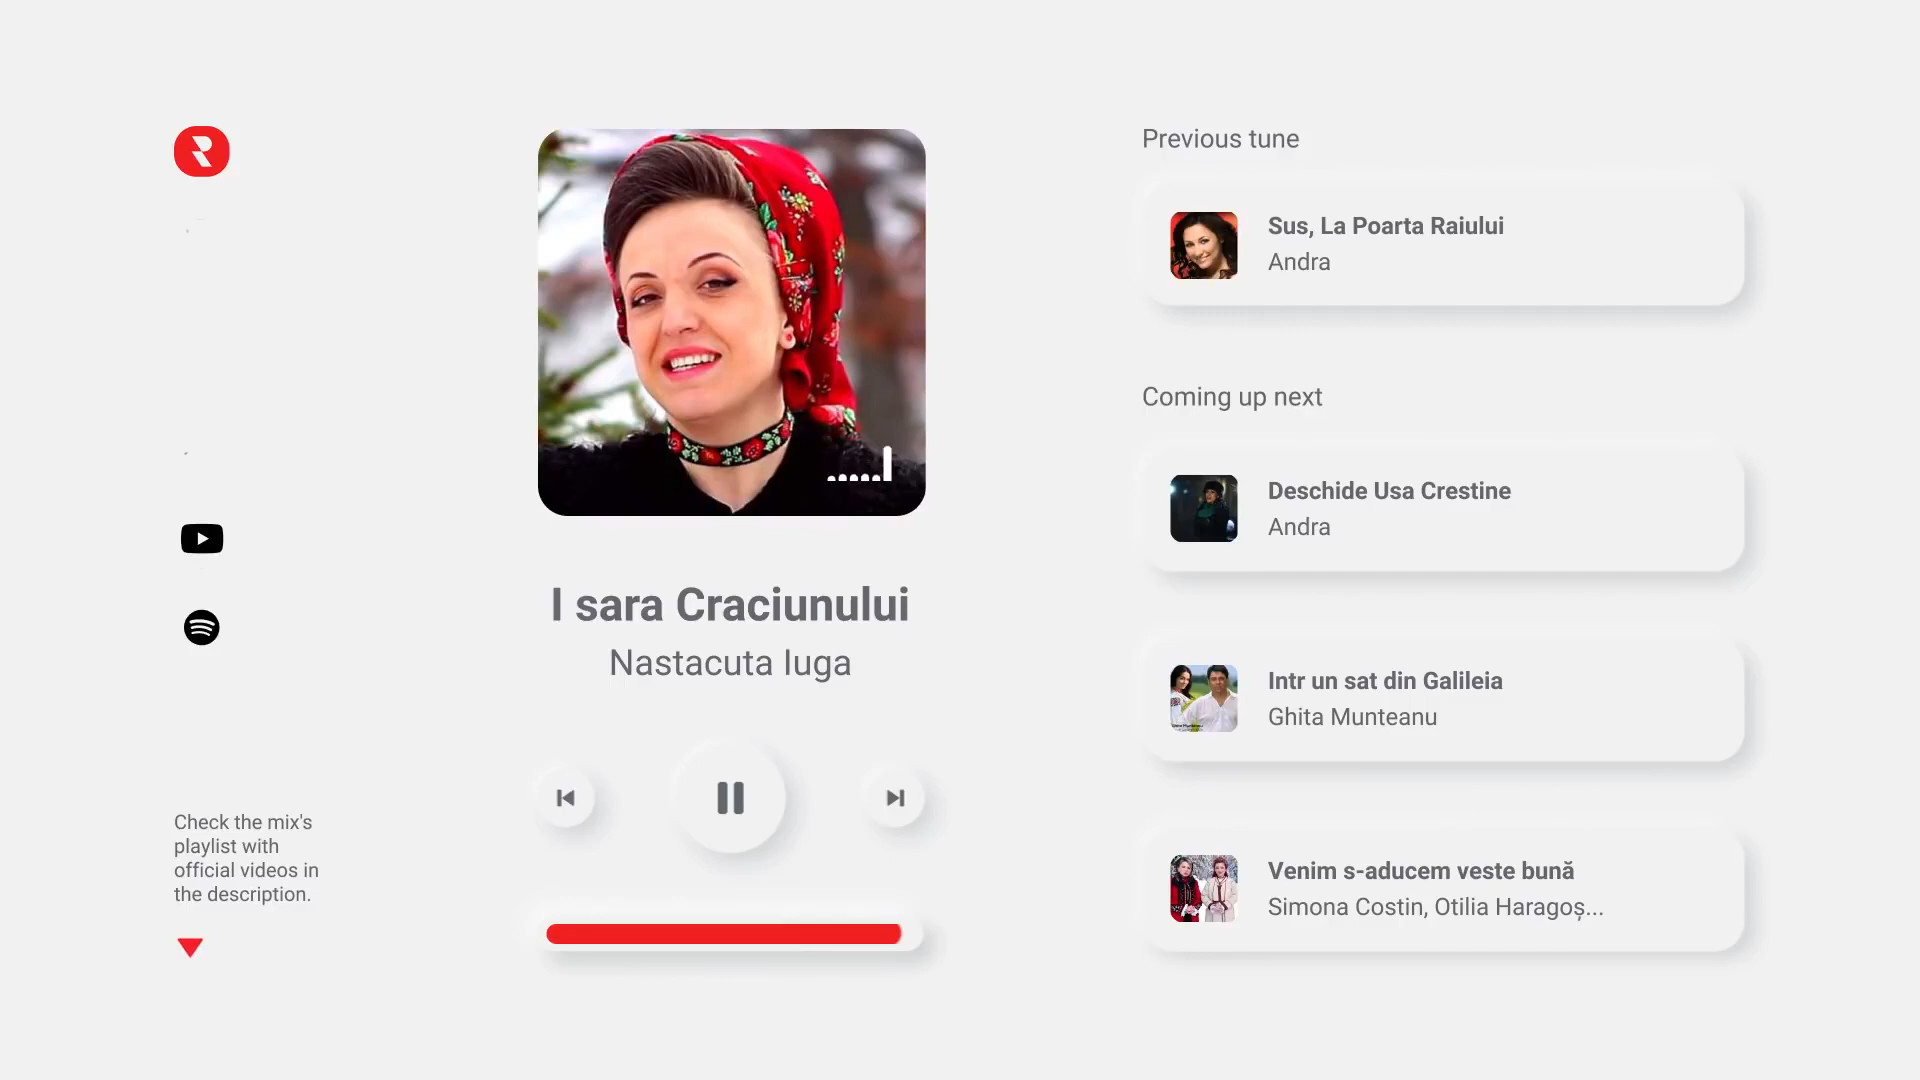 Previous tune
Sus, La Poarta Raiului
Andra
Coming up next
Deschide Usa Crestine
Andra
I sara Craciunului
Nastacuta Iuga
Intr un sat din Galileia
Ghita Munteanu
Check the mix's
playlist with
official videos in
the description.
Venim s-aducem veste bună
Simona Costin, Otilia Haragoș...